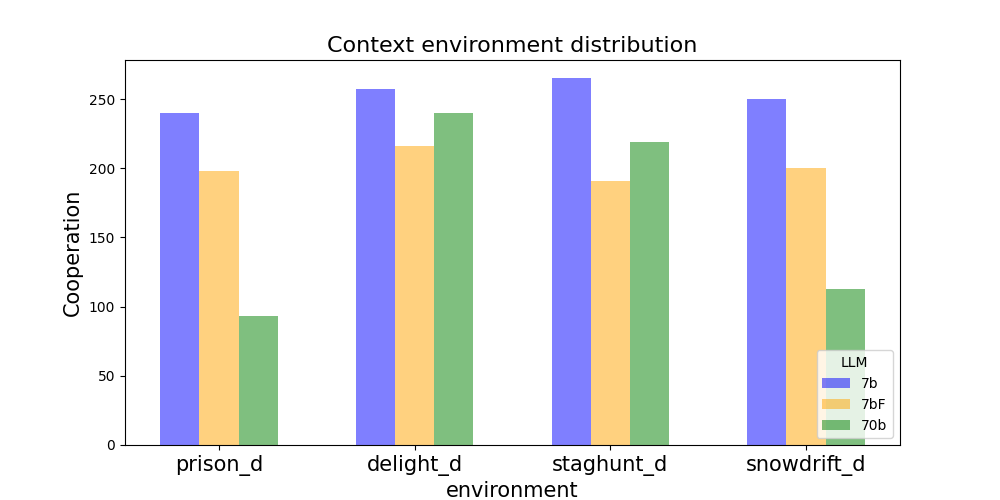 Context environment distribution
Cooperation
250
200
150
100
50
0
prison_d
delight_d
staghunt_d
snowdrift_d
environment
LLM
7b
7bF
70b